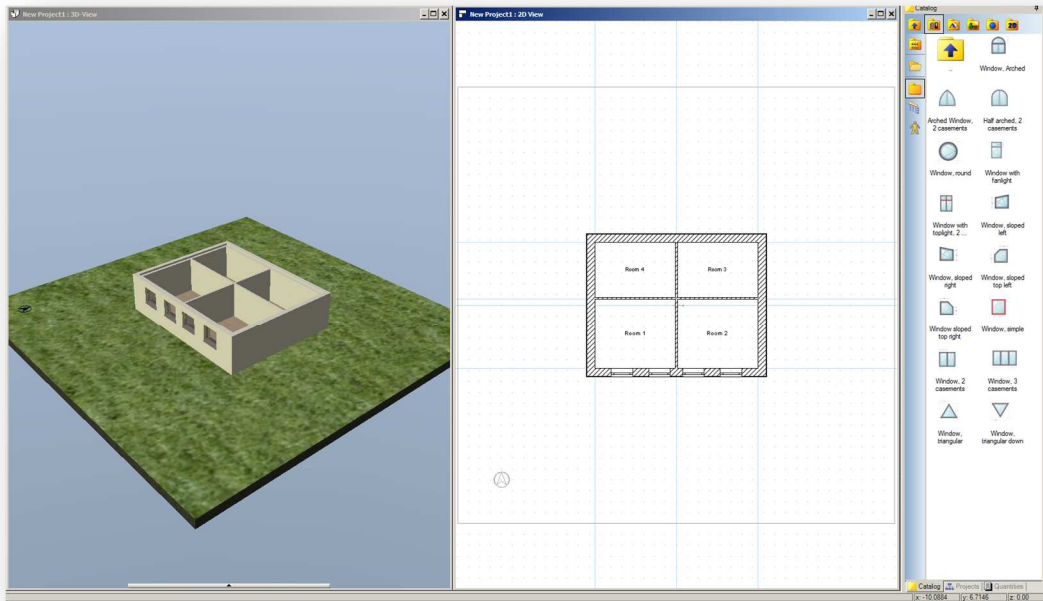 New Project1 : 3D-View
New Project1 : 2D View
Room 4
Room 3
Room 1
Room 2
Catalog
2D
..
Window, Arched
Arched Window,
2 casements
Half arched, 2
casements
Window, round
Window with
fanlight
Window with
toplight, 2 ...
Window, sloped
left
Window, sloped
right
Window, sloped
top left
Window sloped
top right
Window, simple
Window, 2
casements
Window, 3
casements
Window,
triangular
Window,
triangular down
Catalog
Projects
Quantities
x: -10.0884
y: 6.7146
z: 0.00